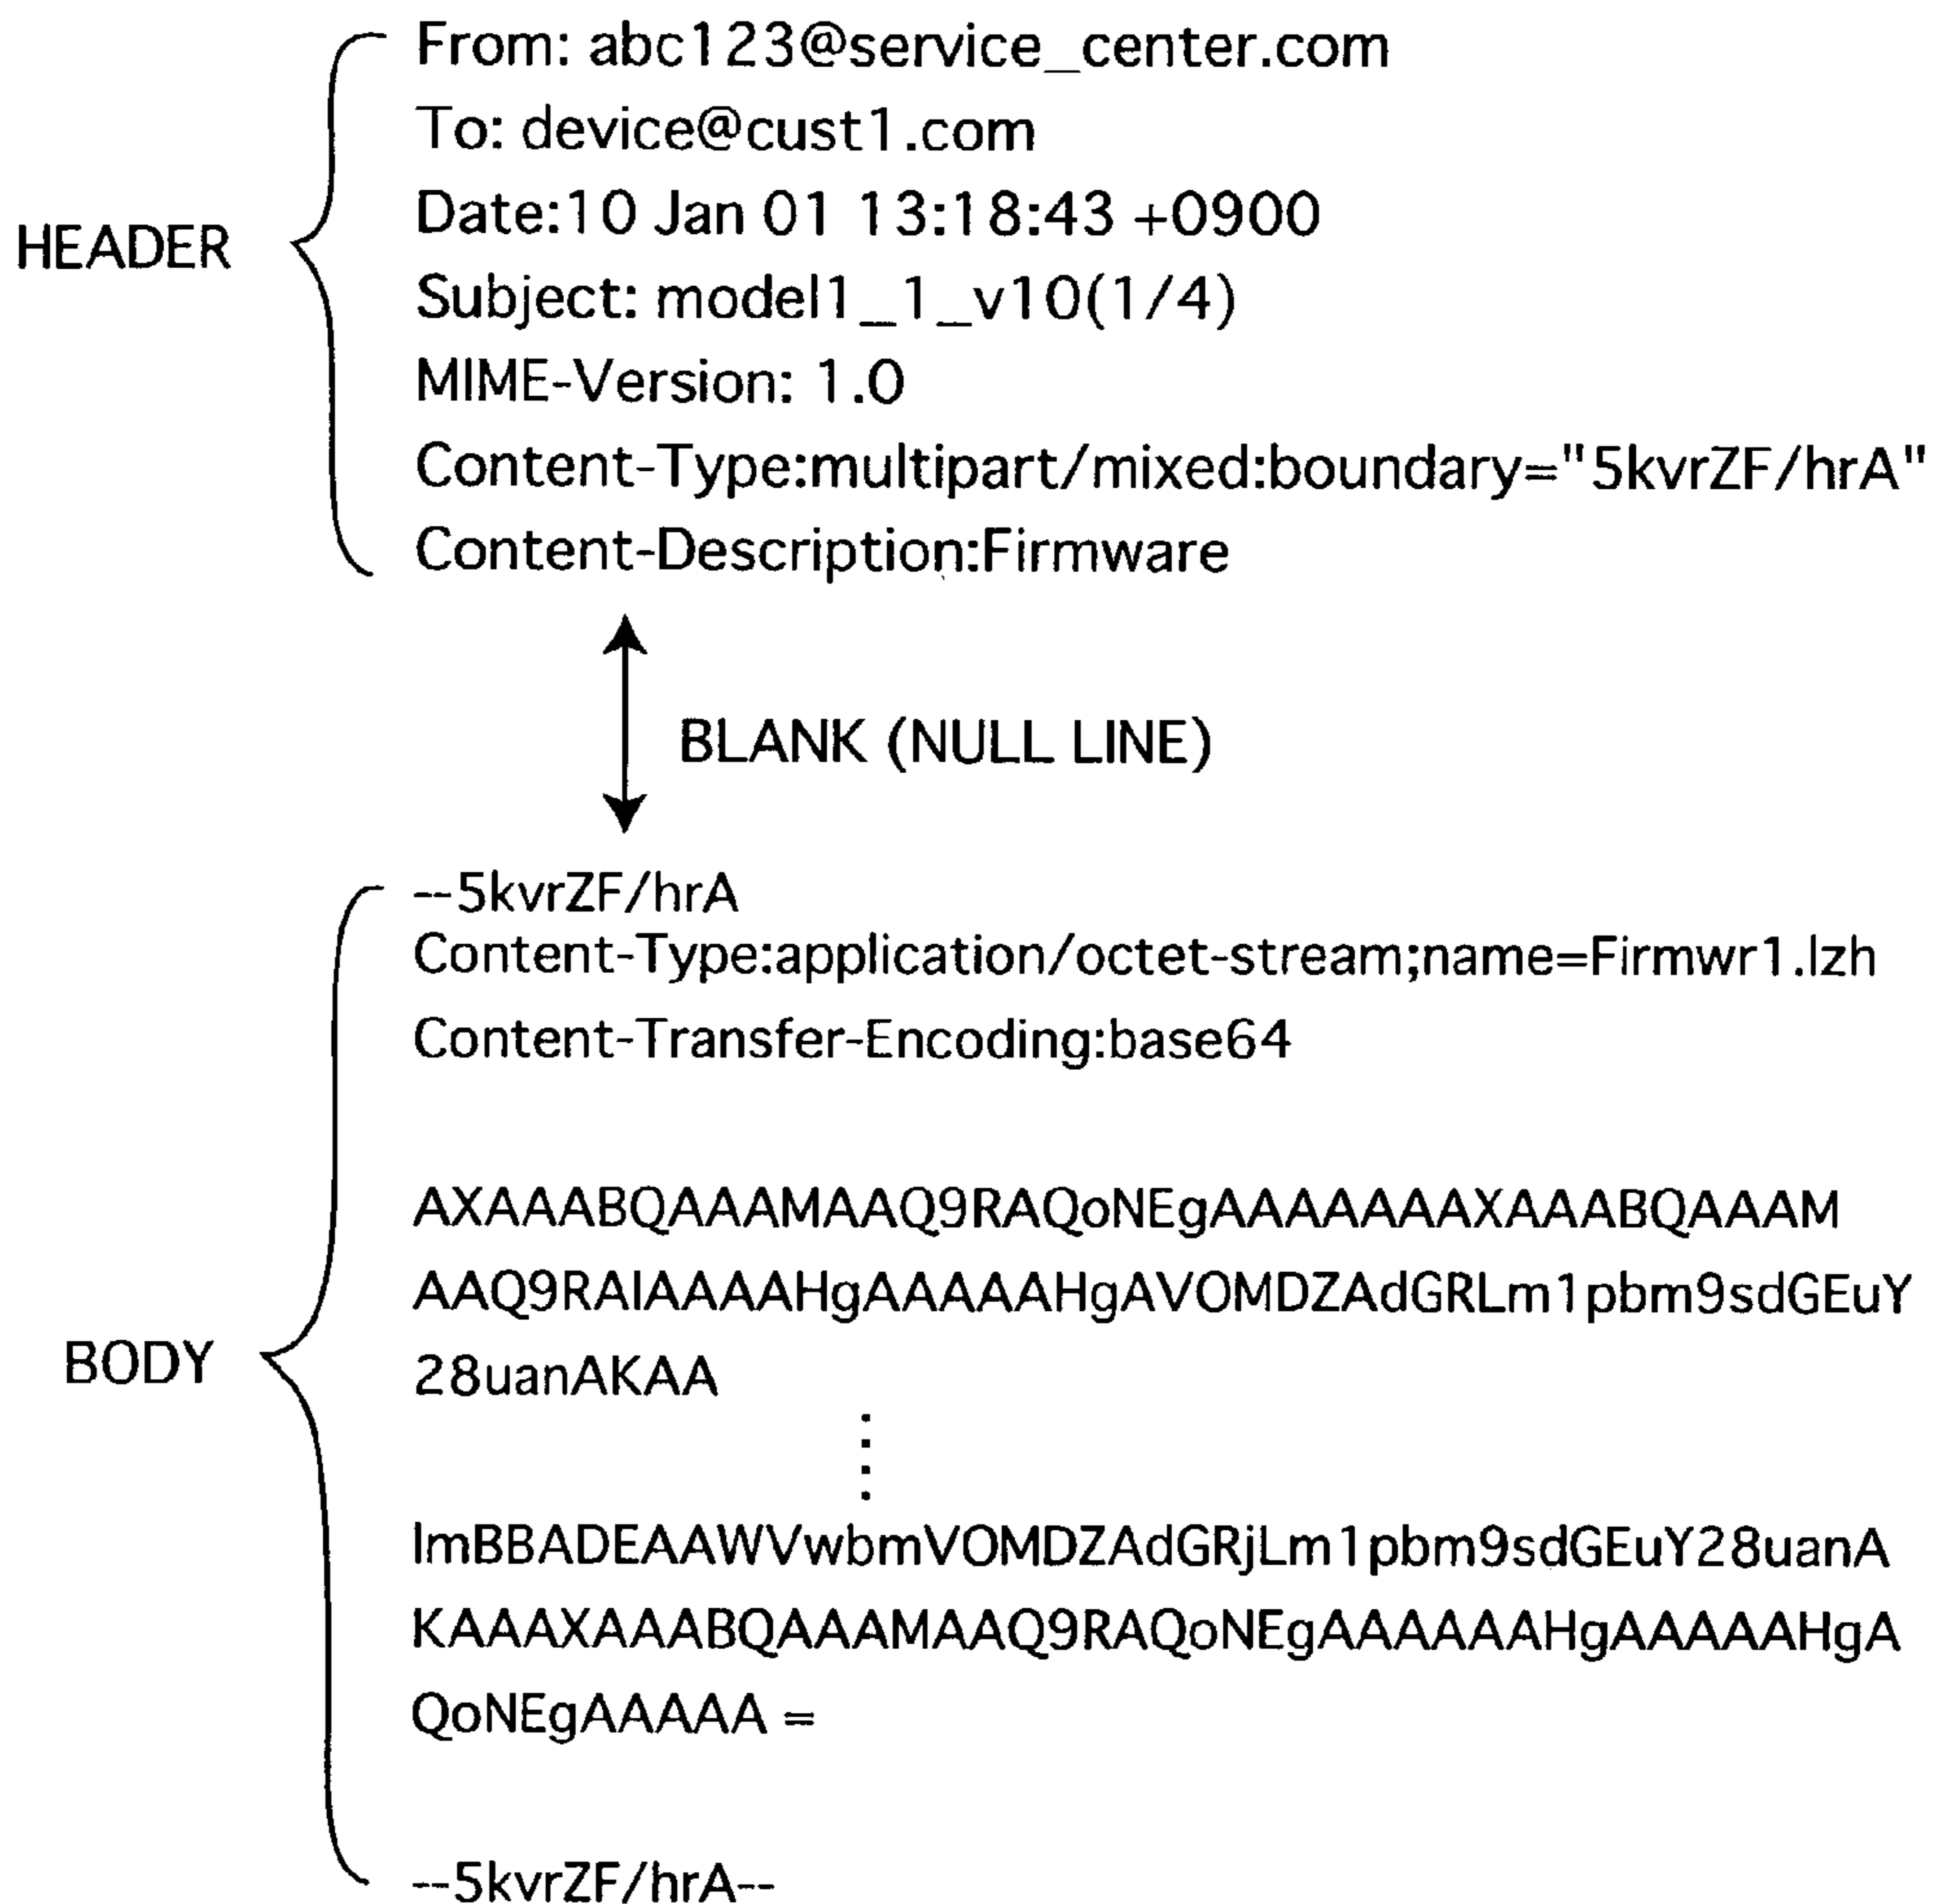 From: abc123@service_center.com
To: device@cust1.com
Date:10 Jan 01 13:18:43 +0900
HEADER
Subject: model1_1_v10(1/4)
MIME-Version: 1.0
Content-Type:multipart/mixed:boundary="5kvrZF/hrA"
Content-Description:Firmware
BLANK (NULL LINE)
--5kvrZF/hrA
Content-Type:application/octet-stream;name=Firmwr1.lzh
Content-Transfer-Encoding:base64
AXAAABQAAAMAAQ9RAQoNEgAAAAAAAXAAABQAAAM
AAQ9RAIAAAAHgAAAAAHgAVOMDZAdGRLm1pbm9sdGEuY
BODY
28uanAKAA
ImBBADEAAWVwbmVOMDZAdGRjLm1pbm9sdGEuY28uanA
KAAAXAAABQAAAMAAQ9RAQoNEgAAAAAAHgAAAAAHgA
QoNEgAAAAA =
--5kvrZF/hrA--